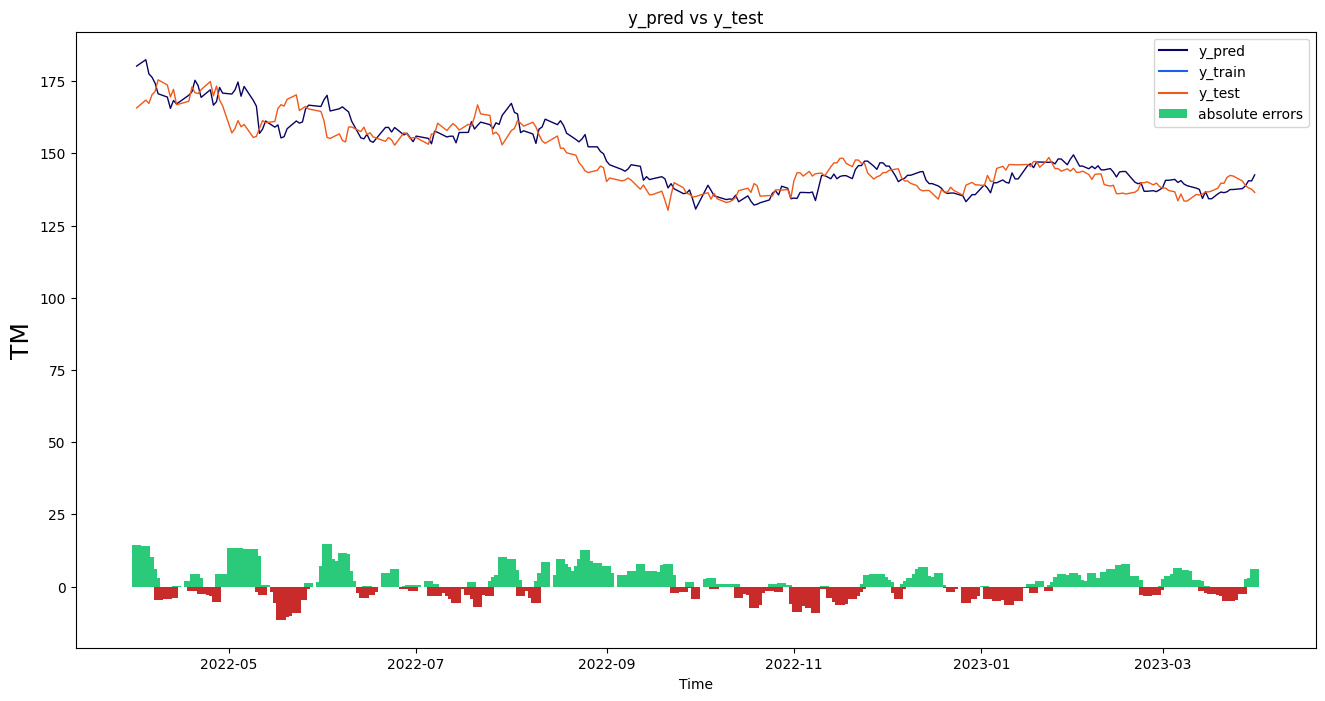 y_pred vs y_test
y_pred
y_train
y_test
absolute errors
175
150
125
100
75
50
25
0
TM
2022-05
2022-07
2022-09
2022-11
2023-01
2023-03
Time